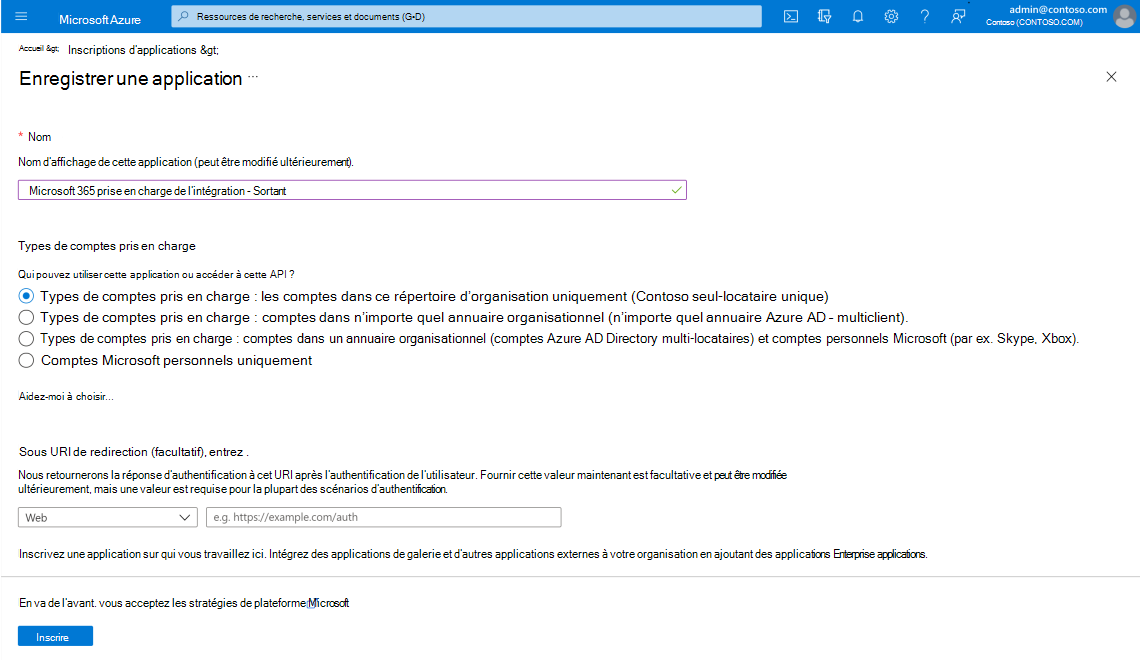 Microsoft Azure
Ressources de recherche, services et documents (G+D)
admin@contoso.com
Contoso (CONTOSO.COM)
Accueil &gt; Inscriptions d'applications &gt;
Enregistrer une application ...
* Nom
Nom d'affichage de cette application (peut être modifié ultérieurement).
Microsoft 365 prise en charge de l'intégration - Sortant
Types de comptes pris en charge
Qui pouvez utiliser cette application ou accéder à cette API ?
Types de comptes pris en charge : les comptes dans ce répertoire d'organisation uniquement (Contoso seul-locataire unique)
Types de comptes pris en charge : comptes dans n'importe quel annuaire organisationnel (n'importe quel annuaire Azure AD - multiclient).
Types de comptes pris en charge : comptes dans un annuaire organisationnel (comptes Azure AD Directory multi-locataires) et comptes personnels Microsoft (par ex. Skype, Xbox).
Comptes Microsoft personnels uniquement
Aidez-moi à choisir...
Sous URI de redirection (facultatif), entrez .
Nous retournerons la réponse d'authentification à cet URI après l'authentification de l'utilisateur. Fournir cette valeur maintenant est facultative et peut être modifiée
ultérieurement, mais une valeur est requise pour la plupart des scénarios d'authentification.
Web
e.g. https://example.com/auth
Inscrivez une application sur qui vous travaillez ici. Intégrez des applications de galerie et d'autres applications externes à votre organisation en ajoutant des applications Enterprise applications.
En va de l'avant. vous acceptez les stratégies de plateforme Microsoft
Inscrire